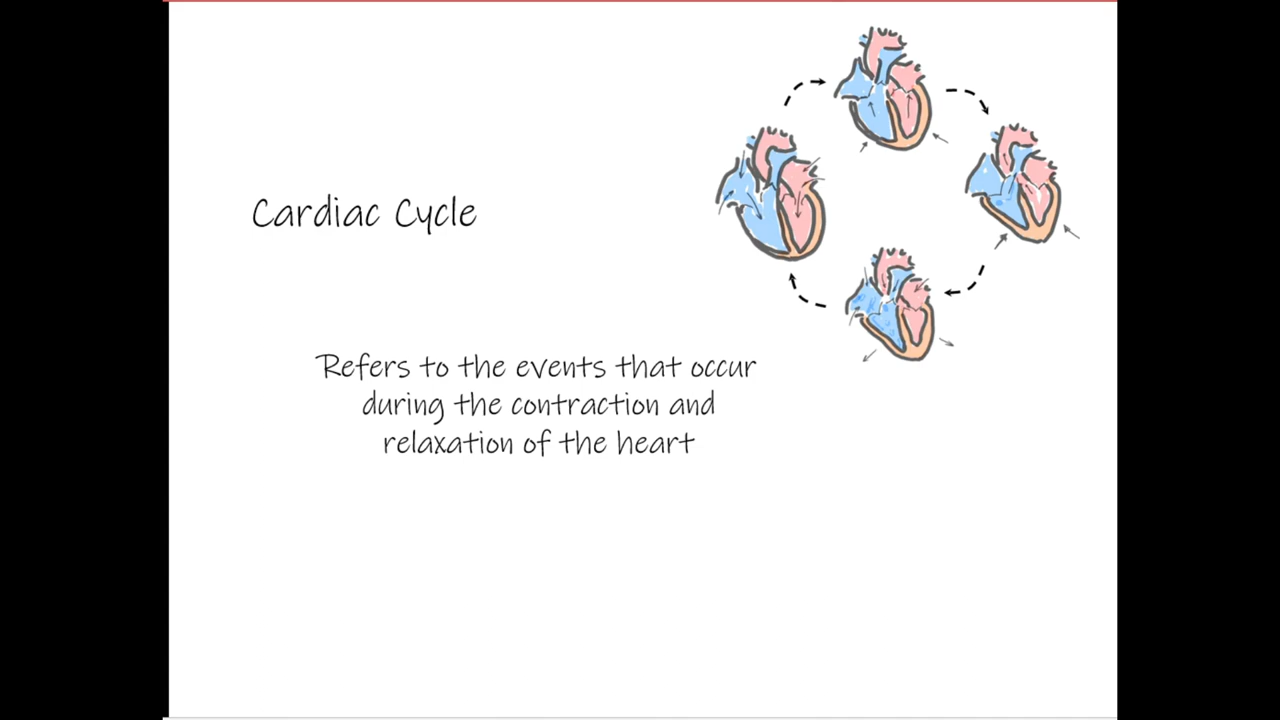 Cardiac Cycle
Refers to the events that occur
during the contraction and
relaxation of the heart